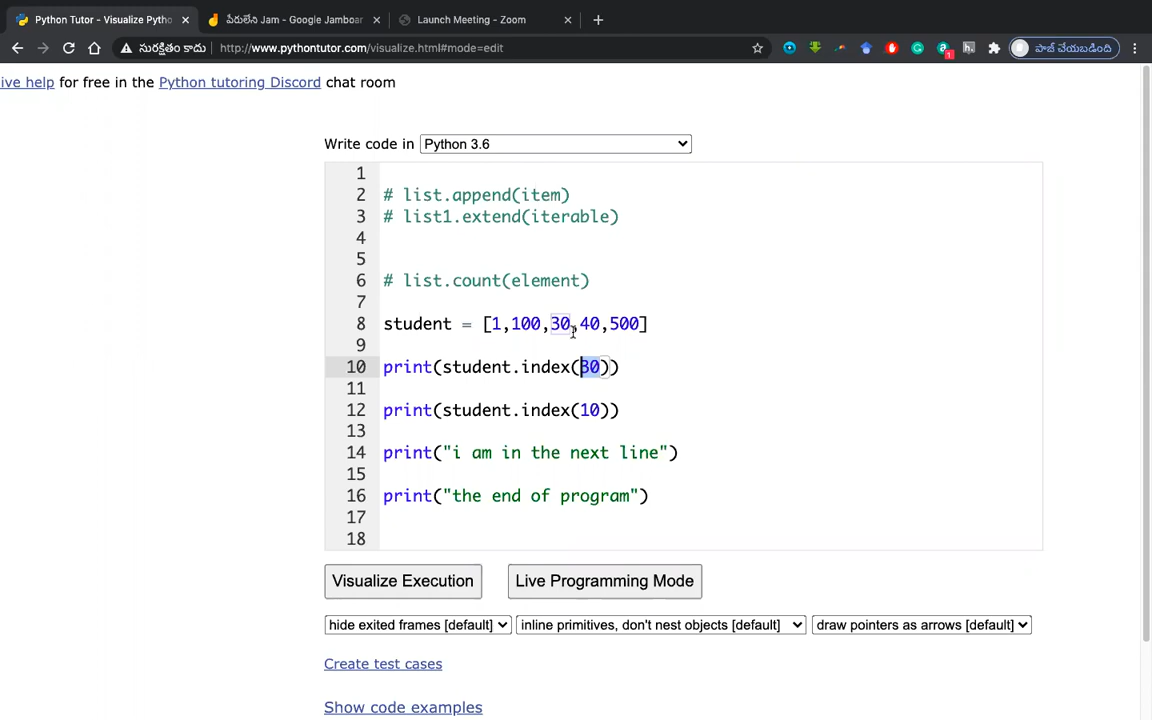 Python Tutor - Visualize Pytho
పేరులేని Jam - Google Jamboar
Launch Meeting - Zoom
సురక్షితం కాదు http://www.pythontutor.com/visualize.html#mode=edit
పాజ్ చేయబడింది
ive help for free in the Python tutoring Discord chat room
Write code in Python 3.6
1
2 # list.append(item)
3 # list1.extend(iterable)
4
5
6 # list.count(element)
7
8 student = [1,100,30,40,500]
9
10 print(student.index(30))
11
12 print(student.index(10))
13
14 print("i am in the next line")
15
16 print("the end of program")
17
18
Visualize Execution Live Programming Mode
hide exited frames [default] inline primitives, don't nest objects [default] draw pointers as arrows [default]
Create test cases
Show code examples